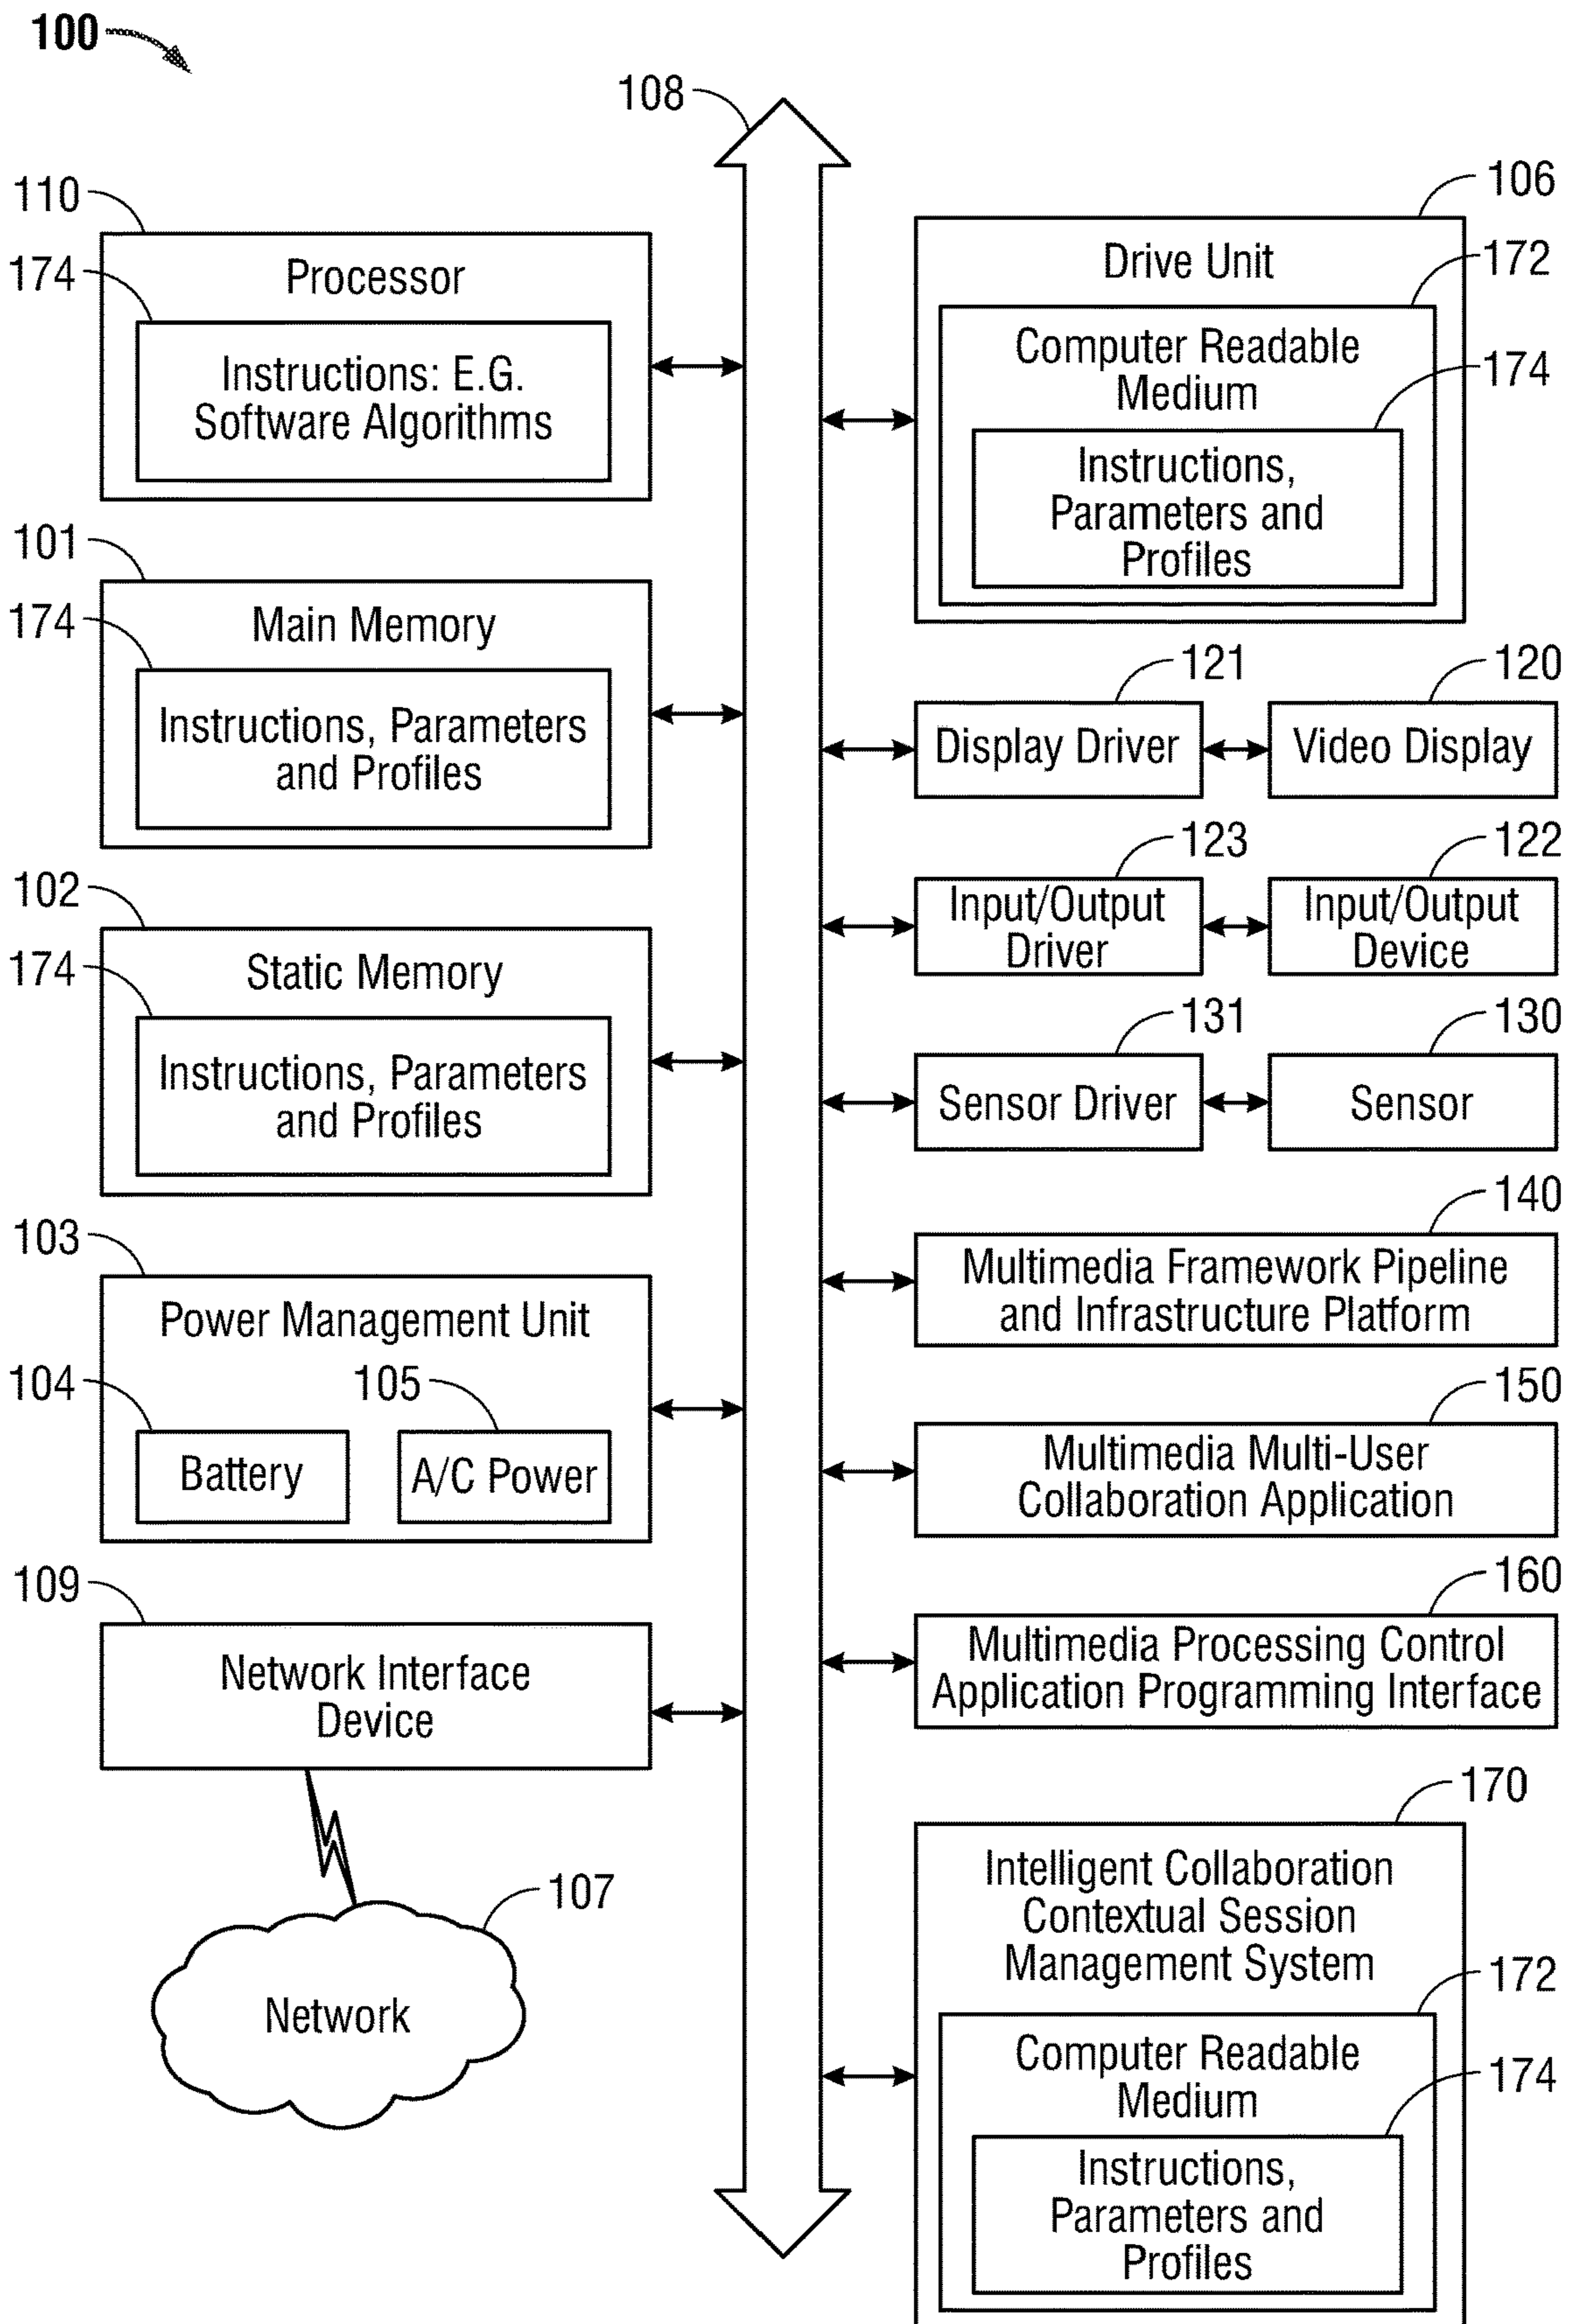 100
108
110
Processor
174
Instructions: E.G.
Software Algorithms
101
Main Memory
174
Instructions, Parameters
and Profiles
102
Static Memory
174
Instructions, Parameters
and Profiles
103
Power Management Unit
104
105
Battery
A/C Power
109
Network Interface
Device
107
Network
106
Drive Unit
172
Computer Readable
Medium
174
Instructions,
Parameters and
Profiles
121
120
Display Driver
Video Display
123
122
Input/Output
Driver
Input/Output
Device
131
130
Sensor Driver
Sensor
140
Multimedia Framework Pipeline
and Infrastructure Platform
150
Multimedia Multi-User
Collaboration Application
160
Multimedia Processing Control
Application Programming Interface
170
Intelligent Collaboration
Contextual Session
Management System
172
Computer Readable
Medium
174
Instructions,
Parameters and
Profiles